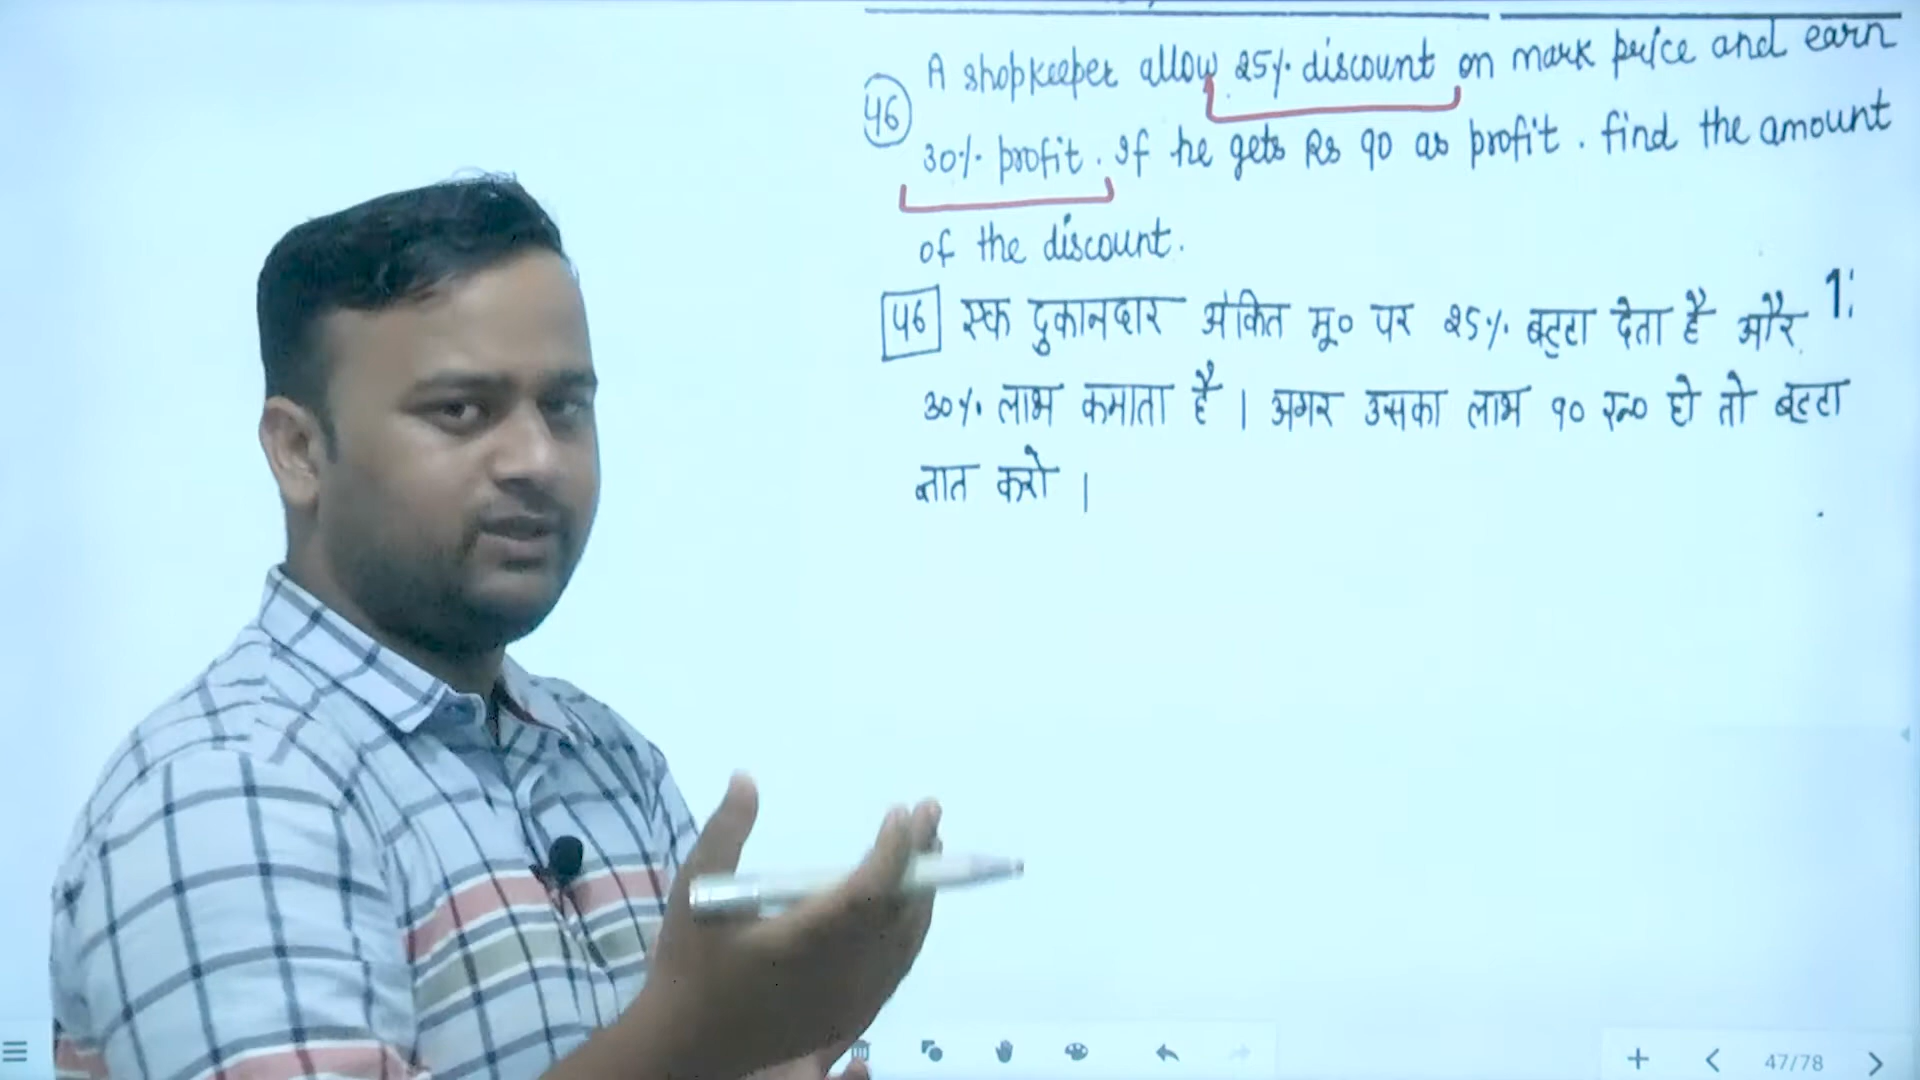 A shopkeeper allow 25% discount on mark price and earn
46
30% profit. If he gets Rs 90 as profit. find the amount
of the discount.
46 एक दुकानदार अंकित मू० पर 25% बट्टा देता है और
1:
30% लाभ कमाता है । अगर उसका लाभ 90 रू० हो तो बट्टा
ज्ञात करो ।
47/78